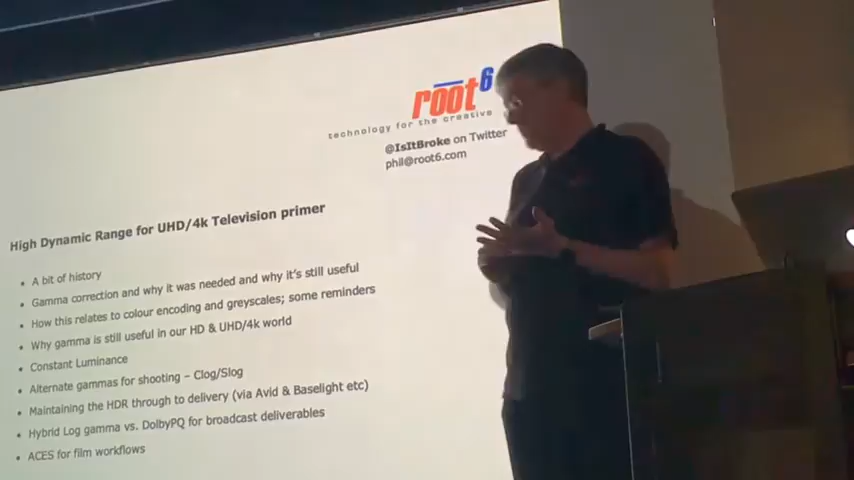 root6
technology for the creative
@IsItBroke on Twitter
phil@root6.com
High Dynamic Range for UHD/4k Television primer
• A bit of history
• Gamma correction and why it was needed and why it's still useful
• How this relates to colour encoding and greyscales; some reminders
• Why gamma is still useful in our HD & UHD/4k world
• Constant Luminance
• Alternate gammas for shooting – Clog/Slog
• Maintaining the HDR through to delivery (via Avid & Baselight etc)
• Hybrid Log gamma vs. DolbyPQ for broadcast deliverables
• ACES for film workflows